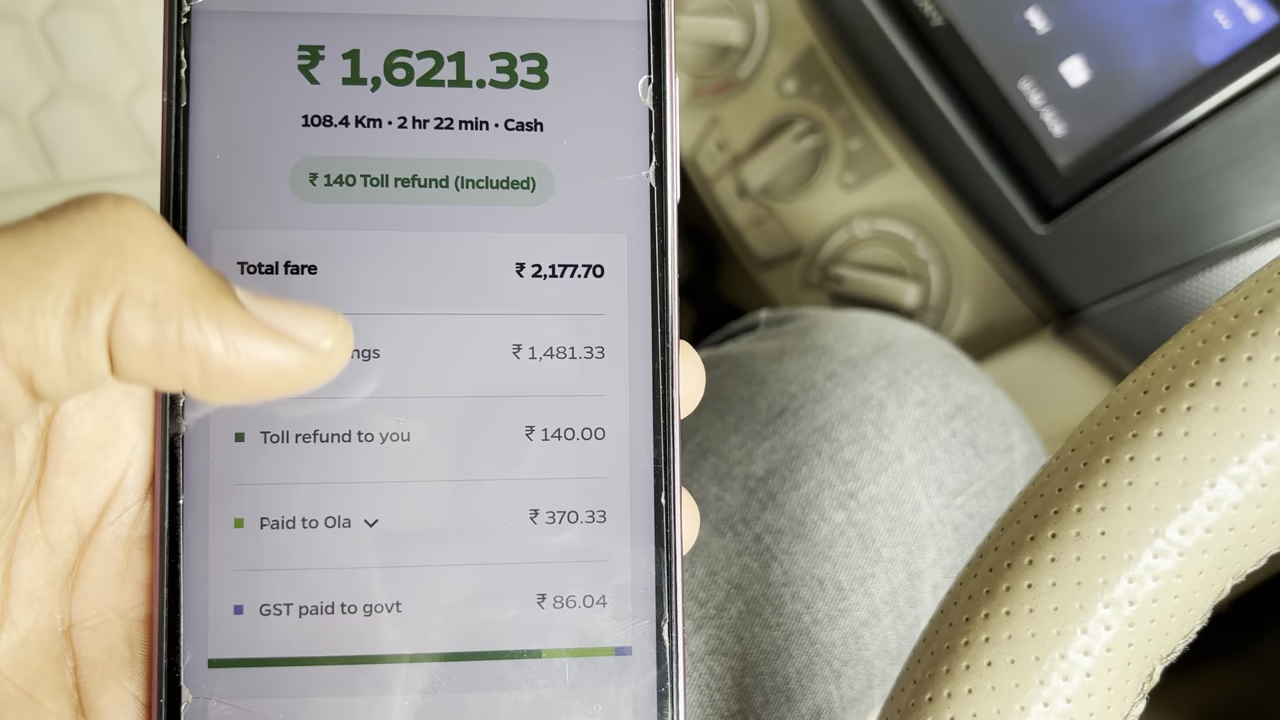 ₹ 1,621.33
108.4 Km • 2 hr 22 min • Cash
₹ 140 Toll refund (Included)
Total fare ₹ 2,177.70
ngs ₹ 1,481.33
Toll refund to you ₹ 140.00
Paid to Ola ₹ 370.33
GST paid to govt ₹ 86.04